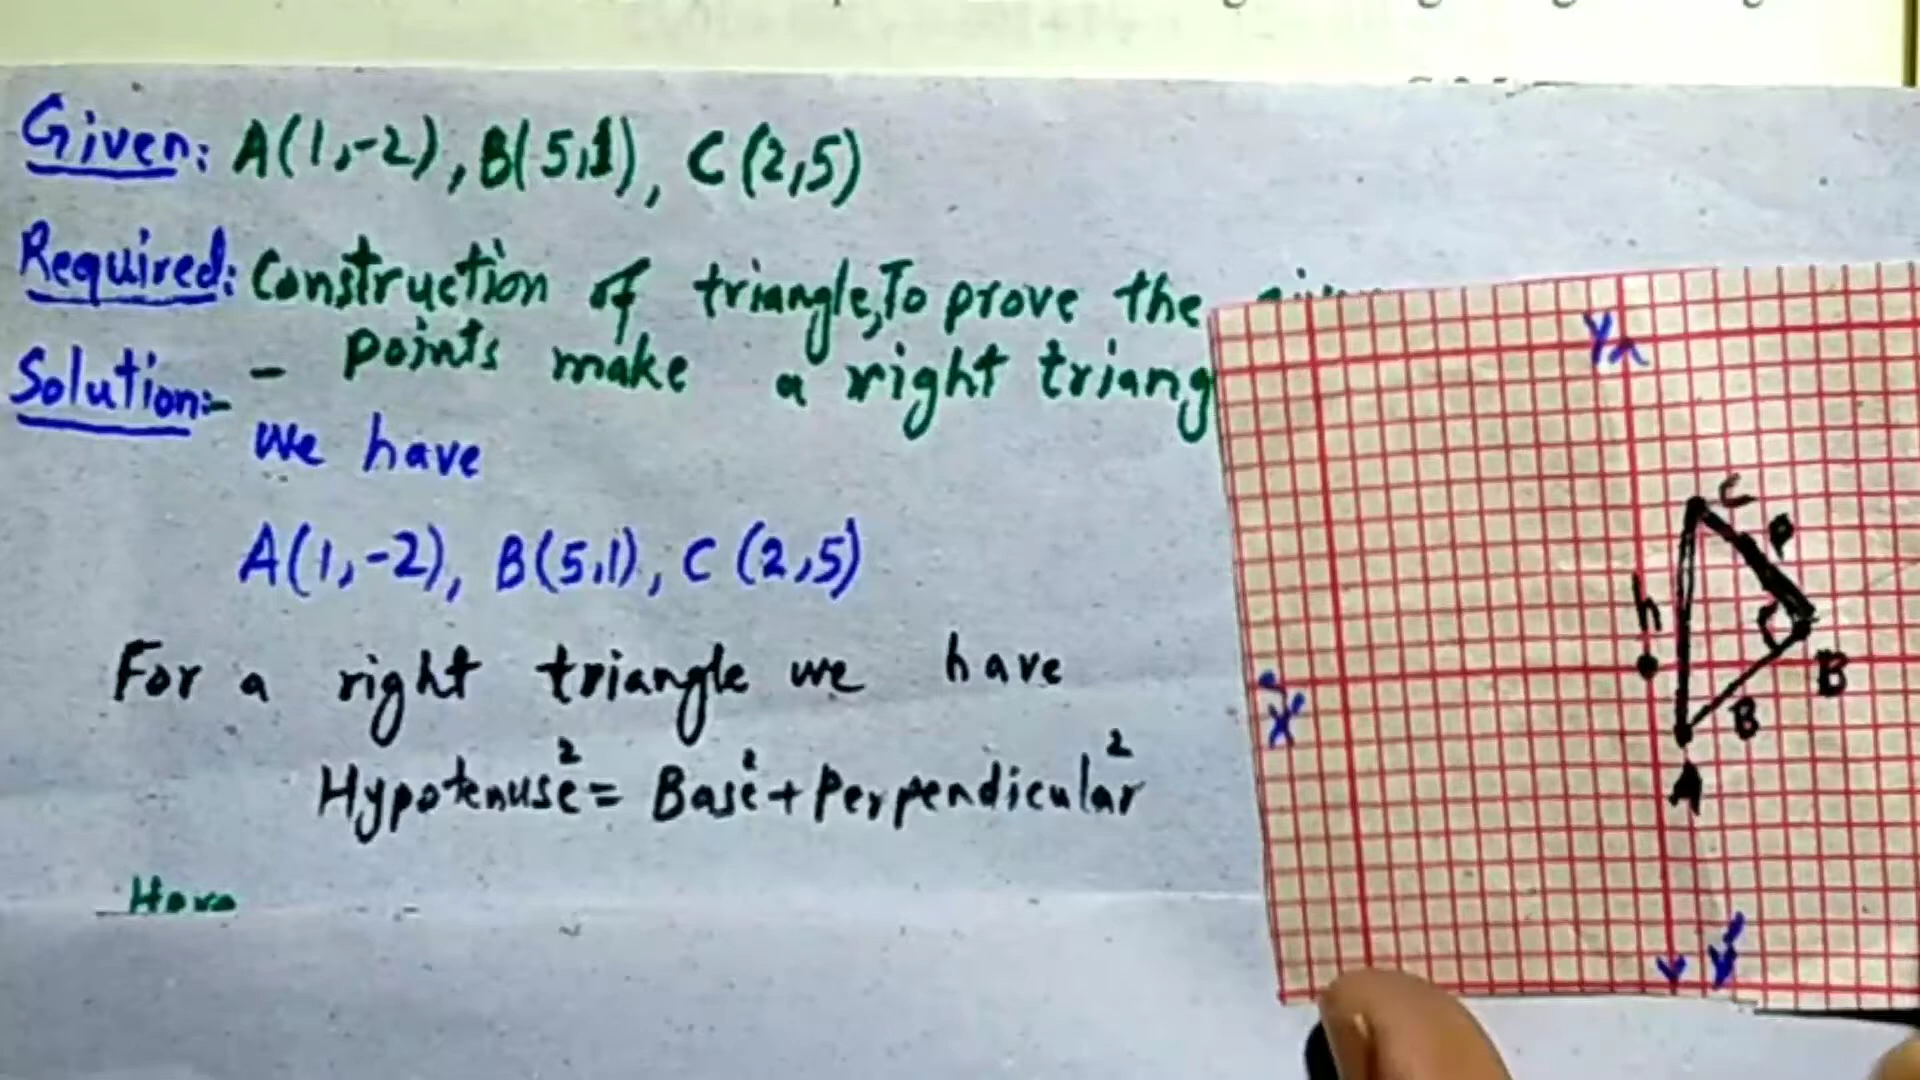 Given: A(1,-2), B(5,1), C(2,5)
Required: Construction of triangle, To prove the
- points make a right triang
Solution:-
we have
A(1,-2), B(5,1), C(2,5)
For a right triangle we have
Hypotenuse² = Base² + Perpendicular²
Y
C
P
h
B
X'
B
A
Y'